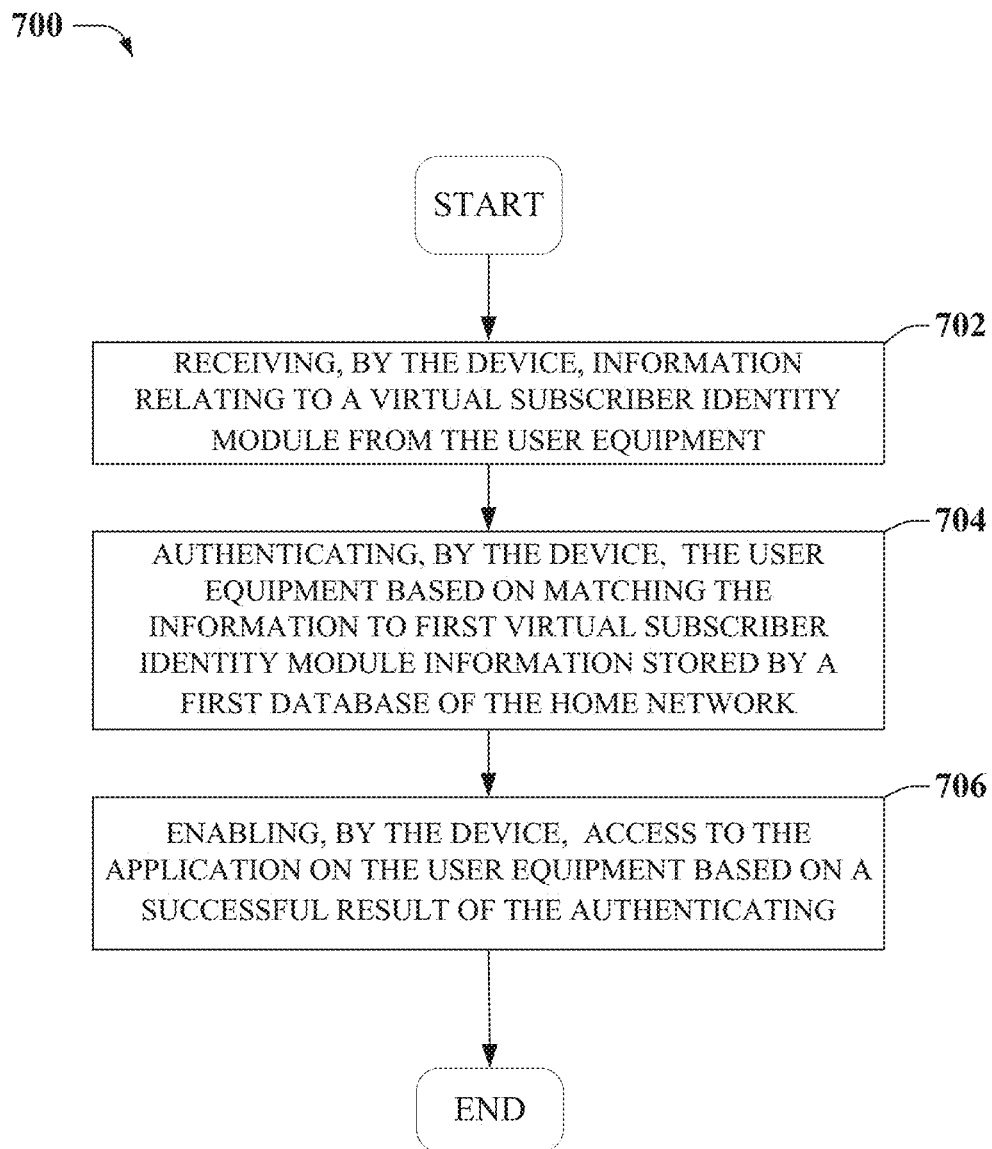 700
START
702
RECEIVING, BY THE DEVICE, INFORMATION
RELATING TO A VIRTUAL SUBSCRIBER IDENTITY
MODULE FROM THE USER EQUIPMENT
704
AUTHENTICATING, BY THE DEVICE, THE USER
EQUIPMENT BASED ON MATCHING THE
INFORMATION TO FIRST VIRTUAL SUBSCRIBER
IDENTITY MODULE INFORMATION STORED BY A
FIRST DATABASE OF THE HOME NETWORK.
706
ENABLING, BY THE DEVICE, ACCESS TO THE
APPLICATION ON THE USER EQUIPMENT BASED ON A
SUCCESSFUL RESULT OF THE AUTHENTICATING
END